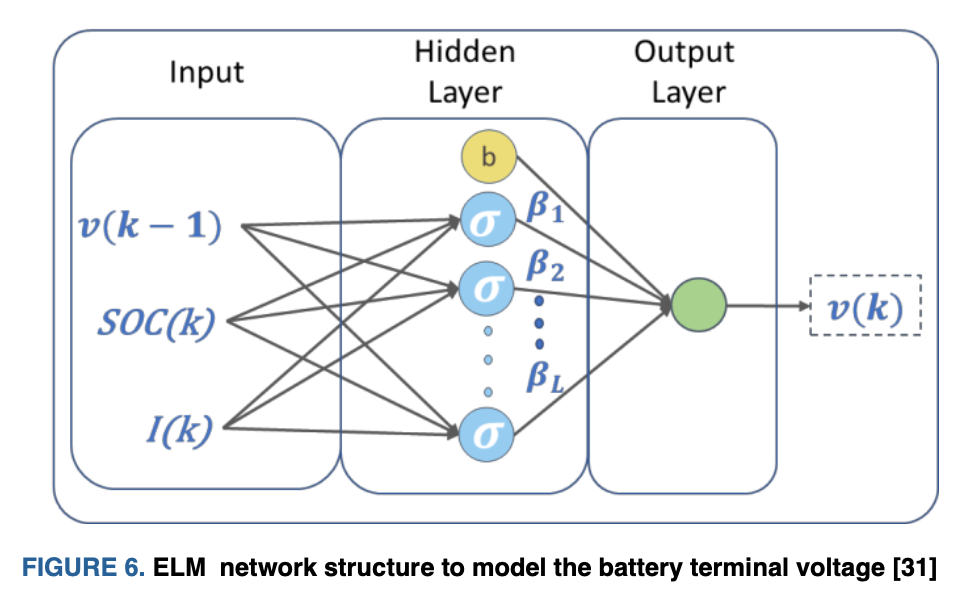 Input
Hidden
Layer
Output
Layer
b
v(k − 1)
SOC(k)
I(k)
σ
σ
σ
β1
β2
βL
v(k)
FIGURE 6. ELM network structure to model the battery terminal voltage [31]